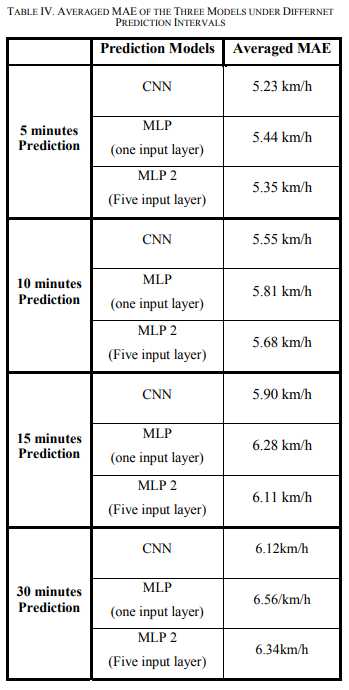 TABLE IV. AVERAGED MAE OF THE THREE MODELS UNDER DIFFERNET
PREDICTION INTERVALS
Prediction Models Averaged MAE
5 minutes
Prediction
CNN 5.23 km/h
MLP
(one input layer)
5.44 km/h
MLP 2
(Five input layer)
5.35 km/h
10 minutes
Prediction
CNN 5.55 km/h
MLP
(one input layer)
5.81 km/h
MLP 2
(Five input layer)
5.68 km/h
15 minutes
Prediction
CNN 5.90 km/h
MLP
(one input layer)
6.28 km/h
MLP 2
(Five input layer)
6.11 km/h
30 minutes
Prediction
CNN 6.12km/h
MLP
(one input layer)
6.56/km/h
MLP 2
(Five input layer)
6.34km/h